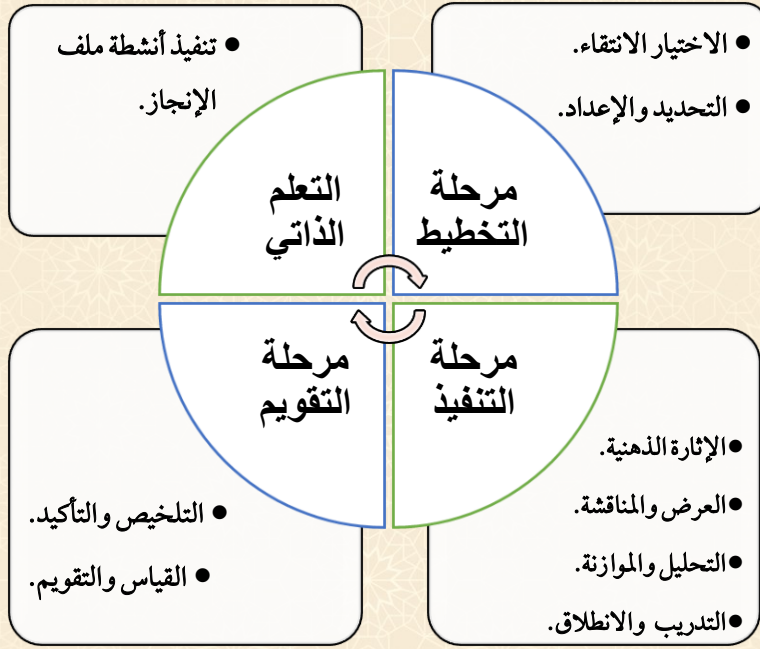 الاختيار الانتقاء.
التحديد والإعداد.
مرحلة
التخطيط
تنفيذ أنشطة ملف
الإنجاز.
التعلم
الذاتي
مرحلة
التنفيذ
الإثارة الذهنية.
العرض والمناقشة.
التحليل والموازنة.
التدريب والانطلاق.
مرحلة
التقويم
التلخيص والتأكيد.
القياس والتقويم.